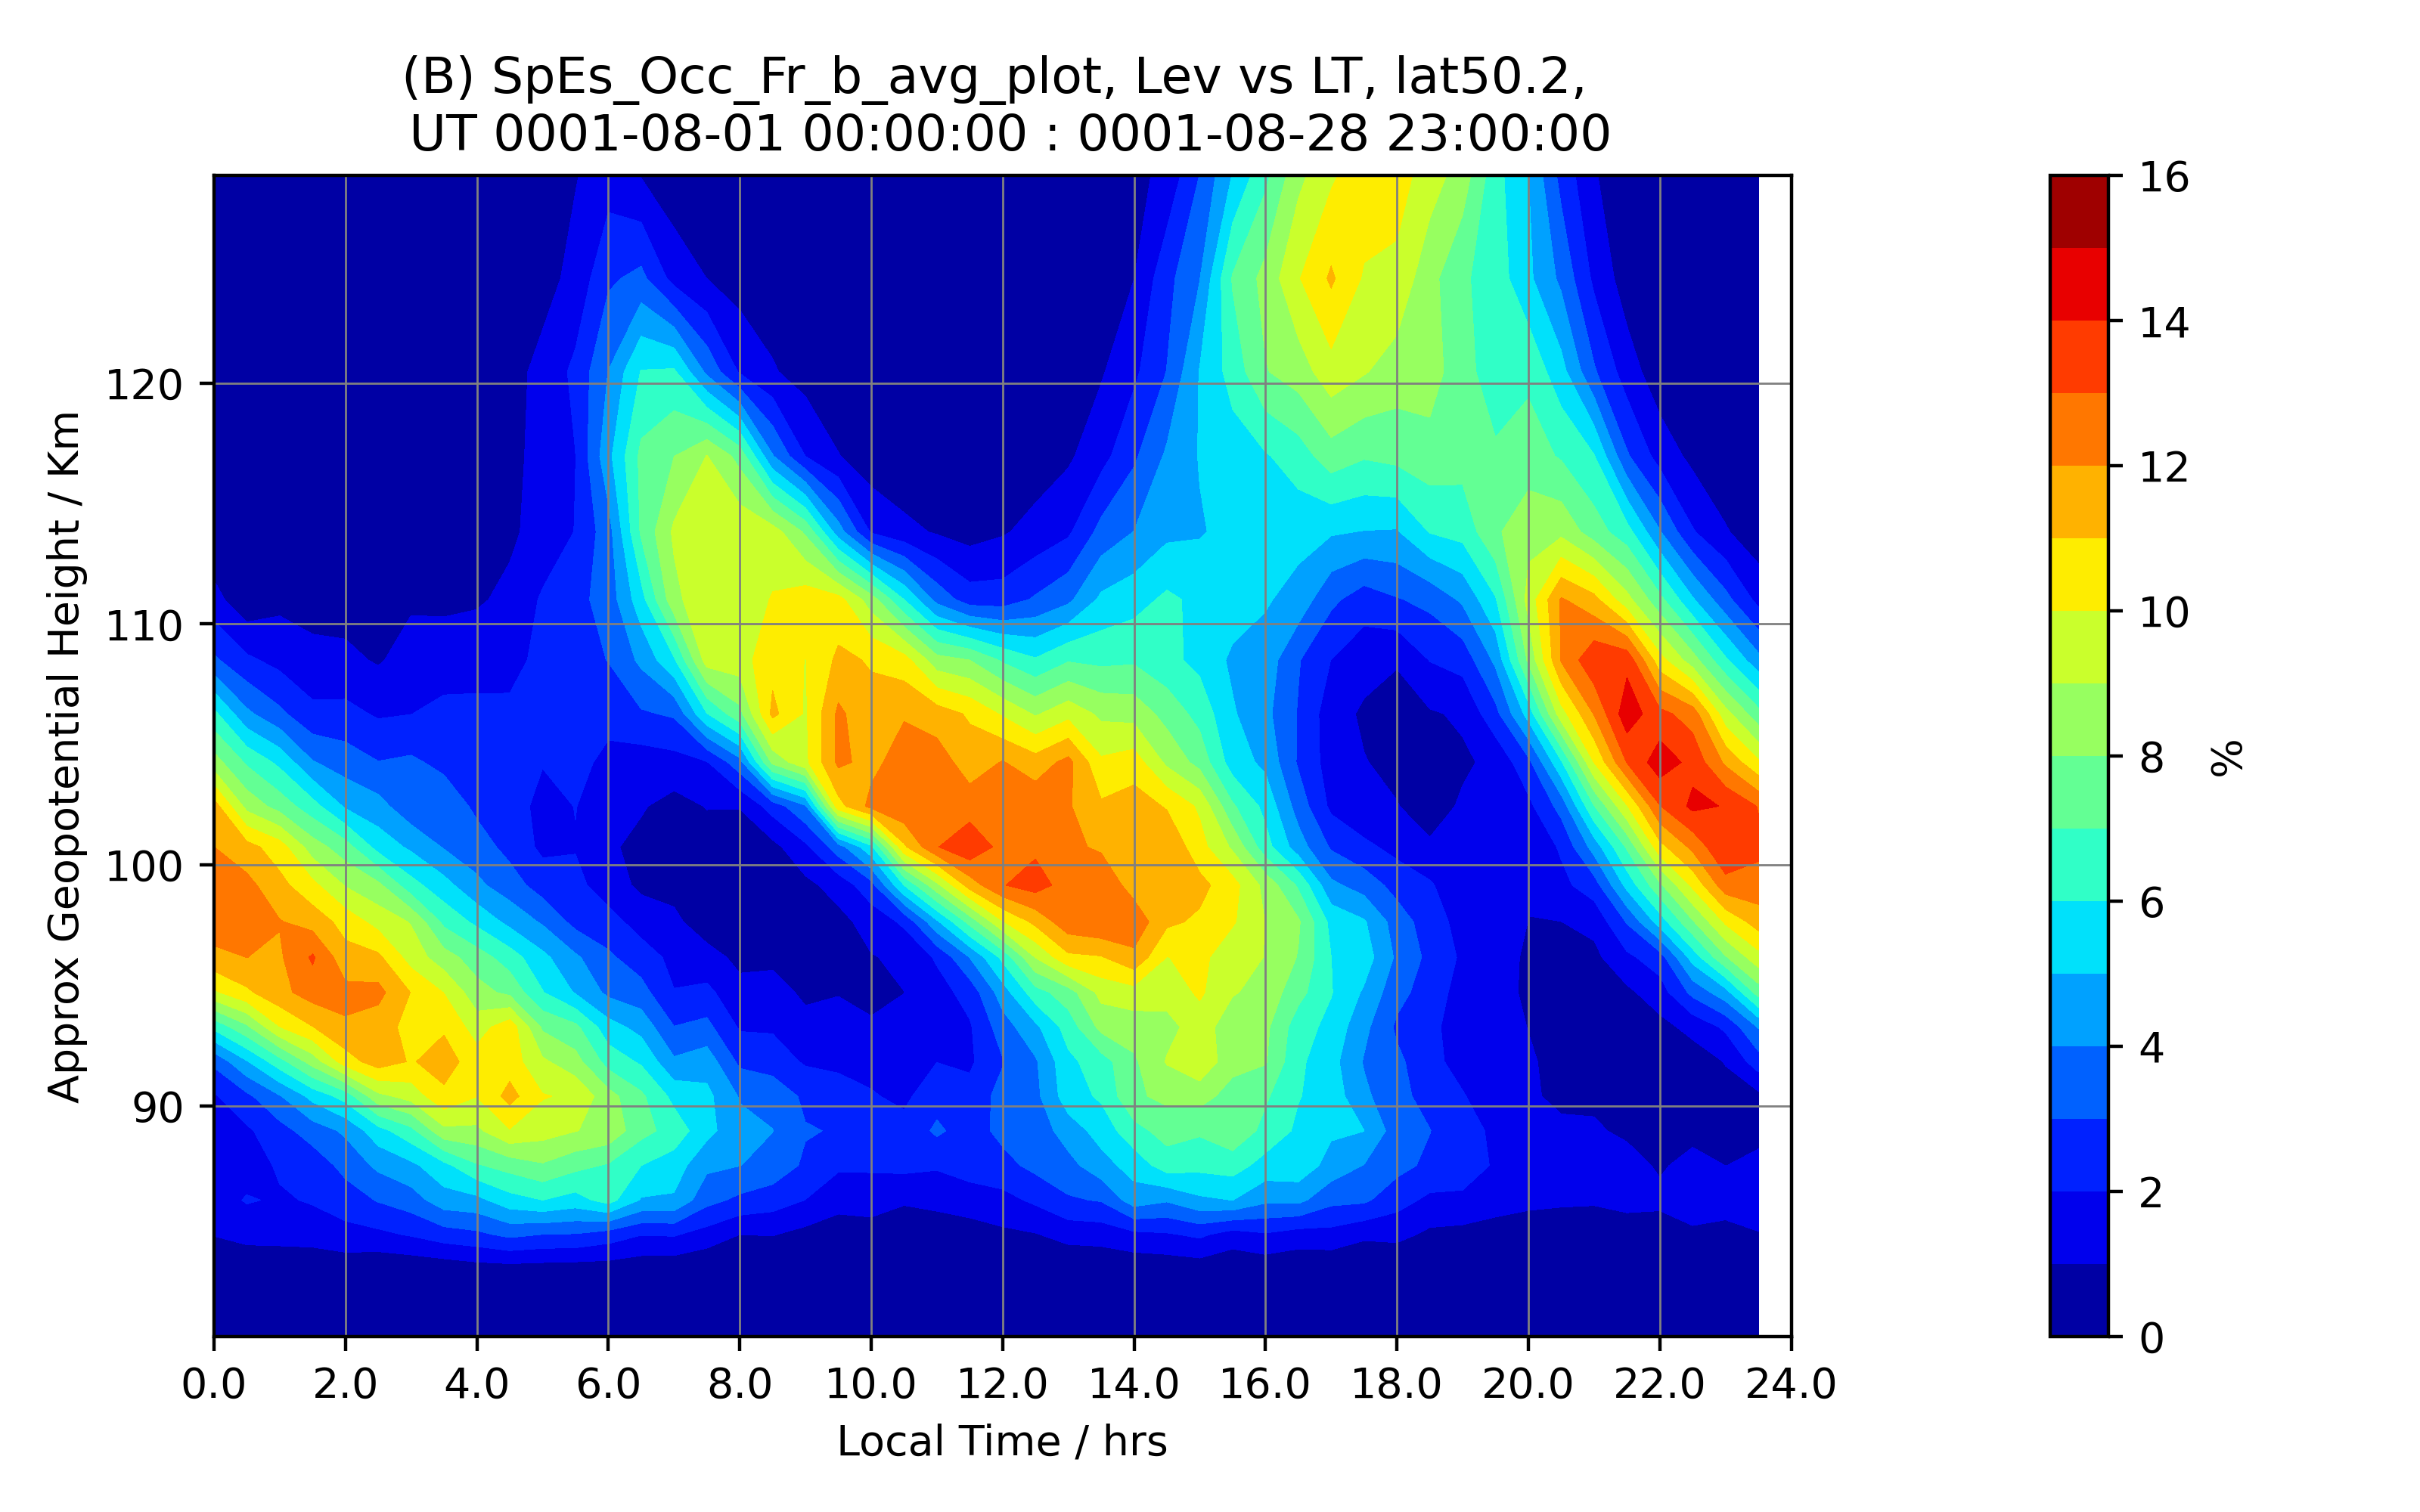 (B) SpEs_Occ_Fr_b_avg_plot, Lev vs LT, lat50.2,
UT 0001-08-01 00:00:00 : 0001-08-28 23:00:00
Approx Geopotential Height / Km
120
110
100
90
0.0 2.0 4.0 6.0 8.0 10.0 12.0 14.0 16.0 18.0 20.0 22.0 24.0
Local Time / hrs
16
14
12
10
8
6
4
2
0
%